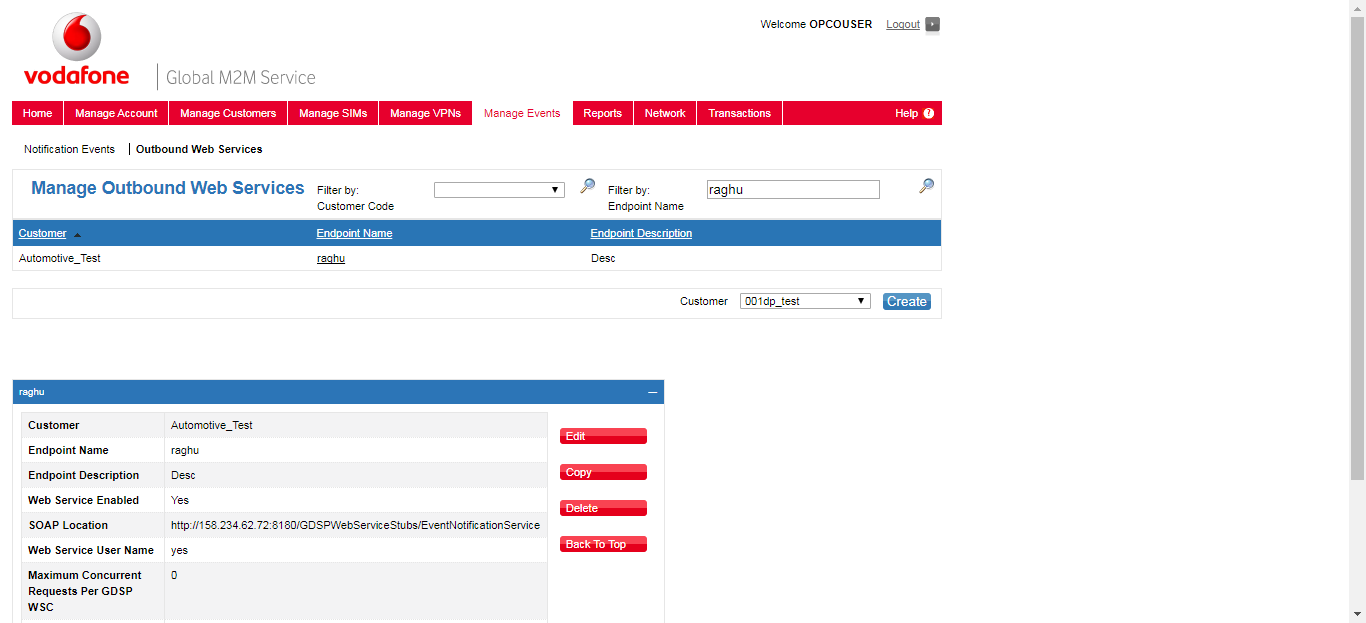 Welcome OPCOUSER Logout
vodafone
Global M2M Service
Home Manage Account Manage Customers Manage SIMs Manage VPNs Manage Events Reports Network Transactions Help ?
Notification Events Outbound Web Services
Manage Outbound Web Services Filter by: Filter by: raghu
Customer Code Endpoint Name
Customer Endpoint Name Endpoint Description
Automotive_Test raghu Desc
Customer 001dp_test Create
raghu
Customer Automotive_Test
Edit
Endpoint Name raghu
Copy
Endpoint Description Desc
Web Service Enabled Yes
Delete
SOAP Location http://158.234.62.72:8180/GDSPWebServiceStubs/EventNotificationService
Back To Top
Web Service User Name yes
Maximum Concurrent 0
Requests Per GDSP
WSC